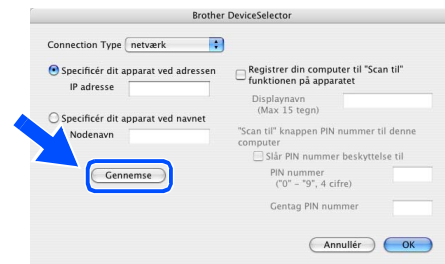 Brother DeviceSelector
Connection Type netværk
Specificér dit apparat ved adressen
IP adresse
Specificér dit apparat ved navnet
Nodenavn
Gennemse
Registrer din computer til "Scan til"
funktionen på apparatet
Displaynavn
(Max 15 tegn)
"Scan til" knappen PIN nummer til denne
computer
Slår PIN nummer beskyttelse til
PIN nummer
("0" - "9", 4 cifre)
Gentag PIN nummer
Annullér OK